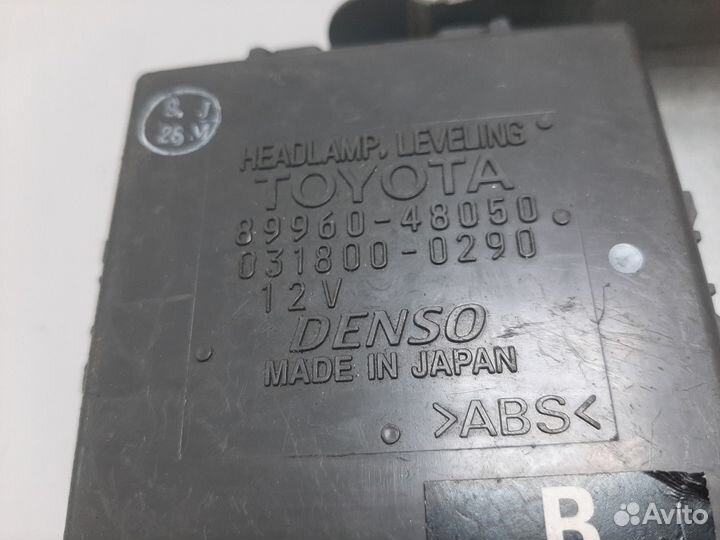 HEADLAMP. LEVELING
TOYOTA
89960-48050
031800-0290
12V
DENSO
MADE IN JAPAN
>ABS<
B
Avito